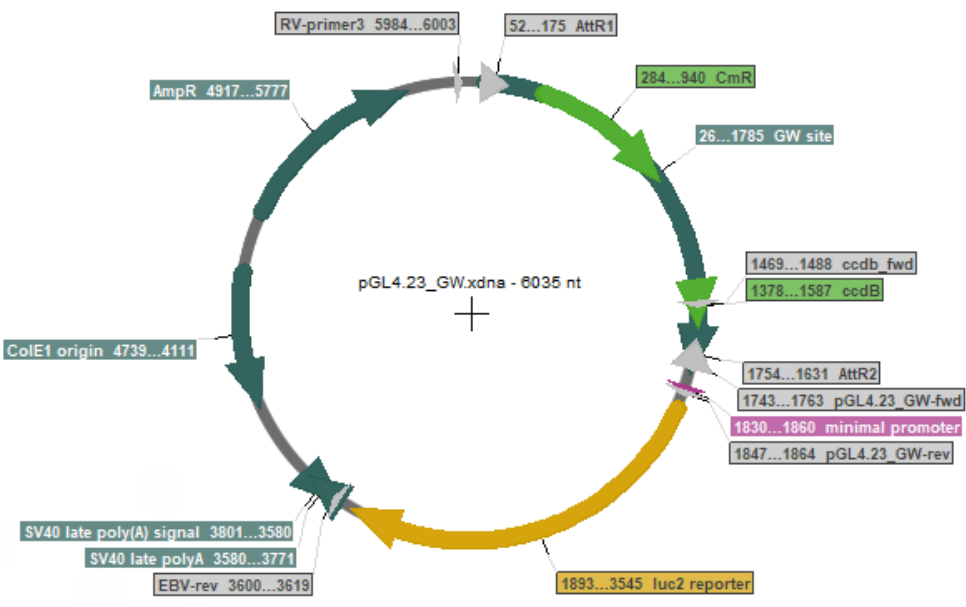 RV-primer3 5984...6003
52...175 AttR1
284...940 CmR
AmpR 4917...5777
26...1785 GW site
1469...1488 ccdb_fwd
pGL4.23_GW.xdna - 6035 nt
1378...1587 ccdB
ColE1 origin 4739...4111
1754...1631 AttR2
1743...1763 pGL4.23_GW-fwd
1830...1860 minimal promoter
1847...1864 pGL4.23_GW-rev
SV40 late poly(A) signal 3801...3580
SV40 late polyA 3580...3771
EBV-rev 3600...3619
1893...3545 luc2 reporter